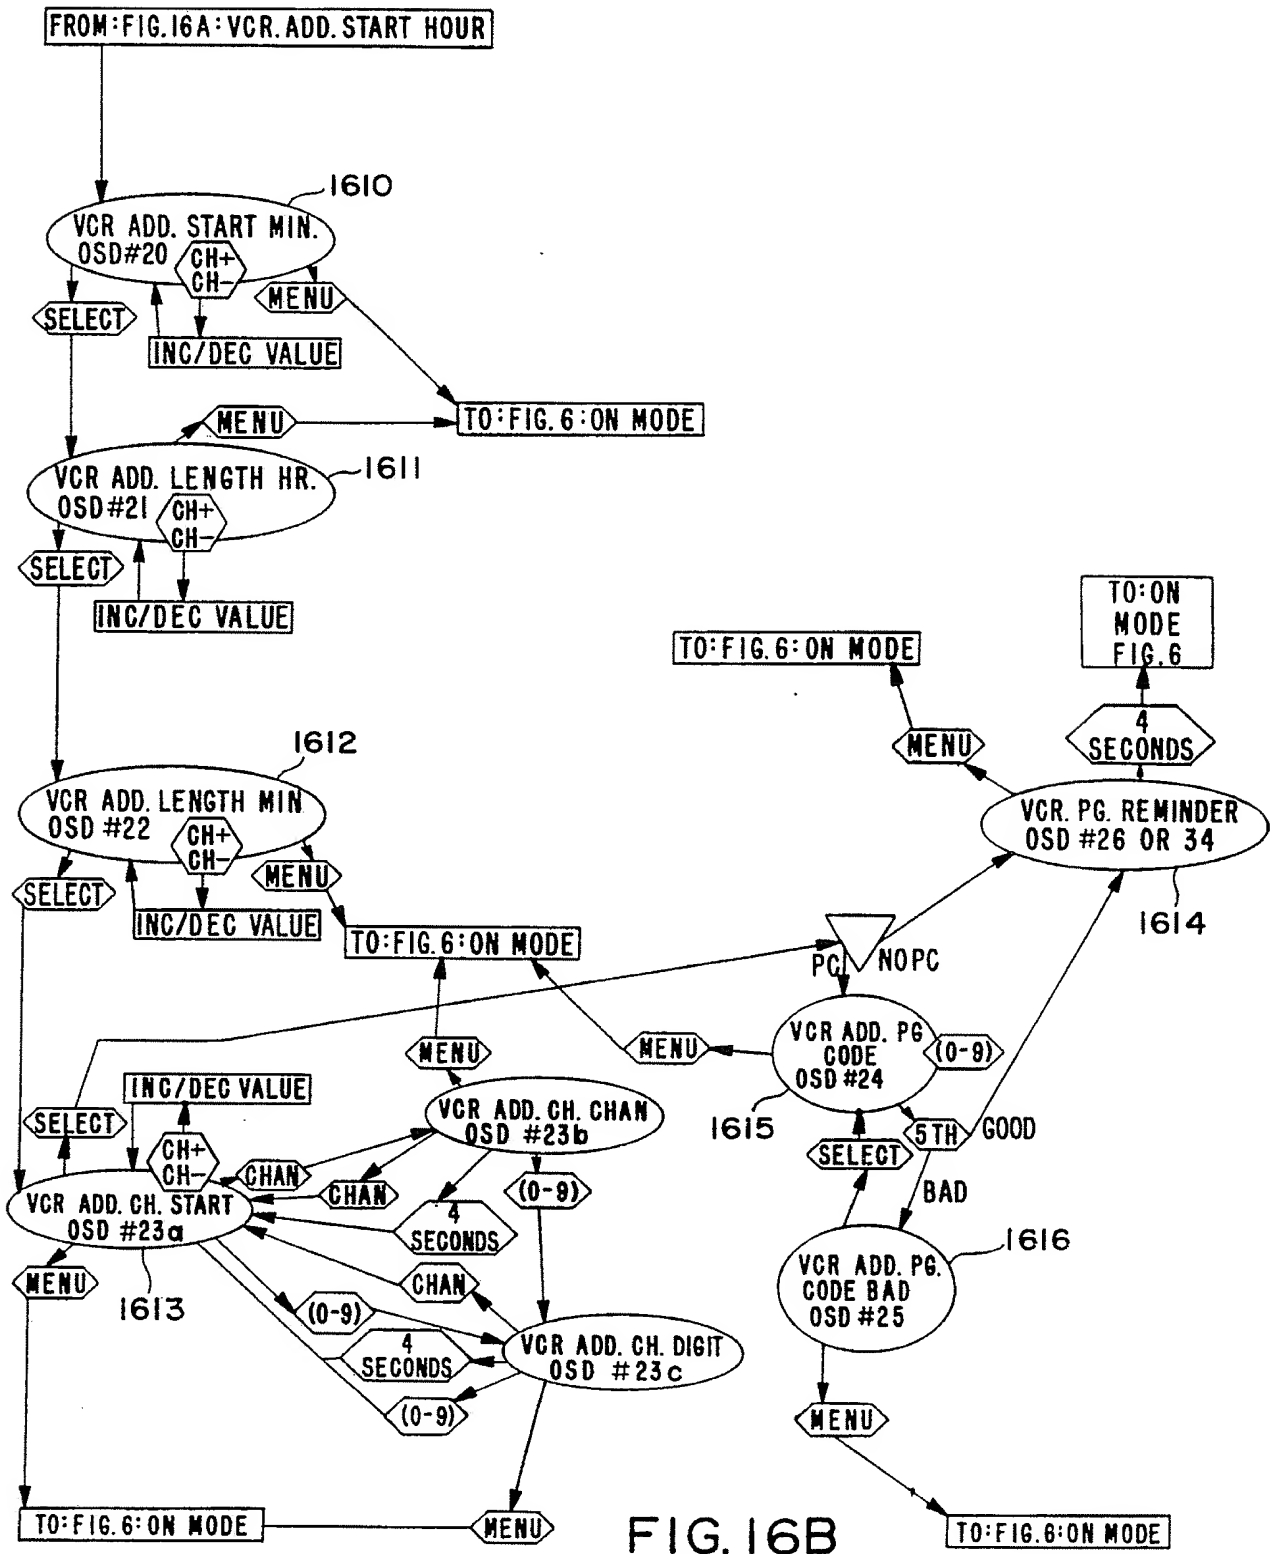 FROM:FIG.16A:VCR.ADD.START HOUR
1610
VCR ADD. START MIN.
OSD#20
CH+
CH-
MENU
SELECT
INC/DEC VALUE
MENU
TO:FIG.6:ON MODE
1611
VCR ADD. LENGTH HR.
OSD#21
CH+
CH-
SELECT
INC/DEC VALUE
TO:ON
MODE
FIG.6
TO:FIG.6:ON MODE
4
SECONDS
MENU
1612
VCR ADD. LENGTH MIN
OSD #22
CH+
CH-
VCR. PG. REMINDER
OSD #26 OR 34
SELECT
MENU
INC/DEC VALUE
1614
TO:FIG.6:ON MODE
PC
NO PC
MENU
MENU
VCR ADD. PG
CODE
OSD #24
(0-9)
INC/DEC VALUE
SELECT
VCR ADD. CH. CHAN
OSD #23b
1615
5TH
GOOD
CH+
CH-
SELECT
CHAN
CHAN
(0-9)
BAD
VCR ADD. CH. START
OSD #23a
4
SECONDS
1616
MENU
1613
CHAN
VCR ADD. PG.
CODE BAD
OSD #25
(0-9)
4
SECONDS
VCR ADD. CH. DIGIT
OSD #23c
(0-9)
MENU
TO:FIG.6:ON MODE
MENU
FIG. 16B
TO:FIG.6:ON MODE